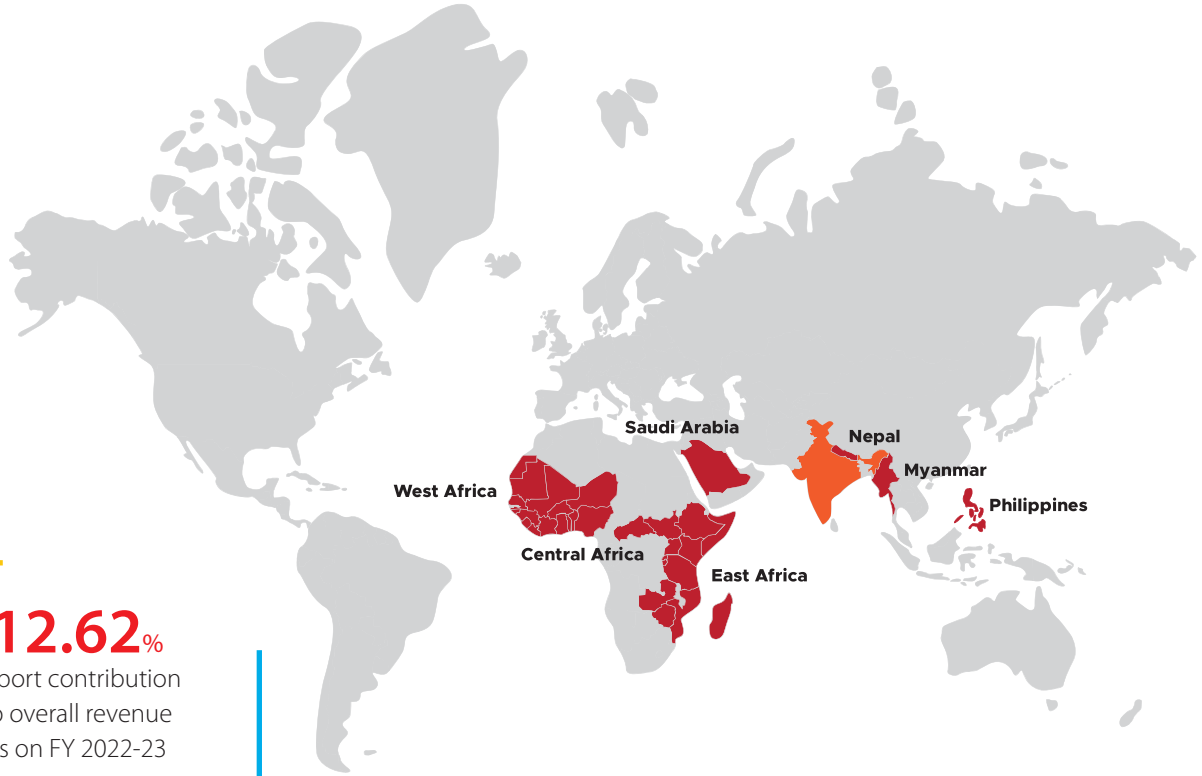 Saudi Arabia
Nepal
Myanmar
West Africa
Philippines
Central Africa
East Africa
12.62%
port contribution
overall revenue
s on FY 2022-23